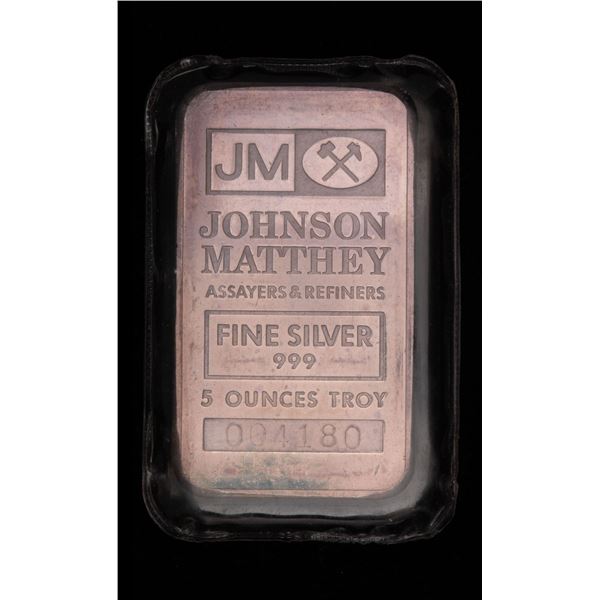 JM
JOHNSON
MATTHEY
ASSAYERS & REFINERS
FINE SILVER
999
5 OUNCES TROY
004180